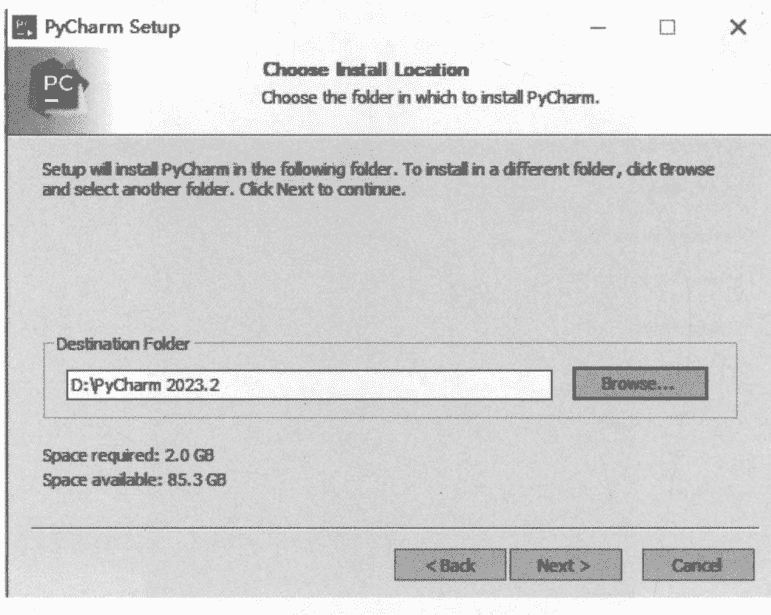 PyCharm Setup
PC
Choose Install Location
Choose the folder in which to install PyCharm.
Setup will install PyCharm in the following folder. To install in a different folder, click Browse
and select another folder. Click Next to continue.
Destination Folder
D:\PyCharm 2023.2
Browse...
Space required: 2.0 GB
Space available: 85.3 GB
< Back
Next >
Cancel